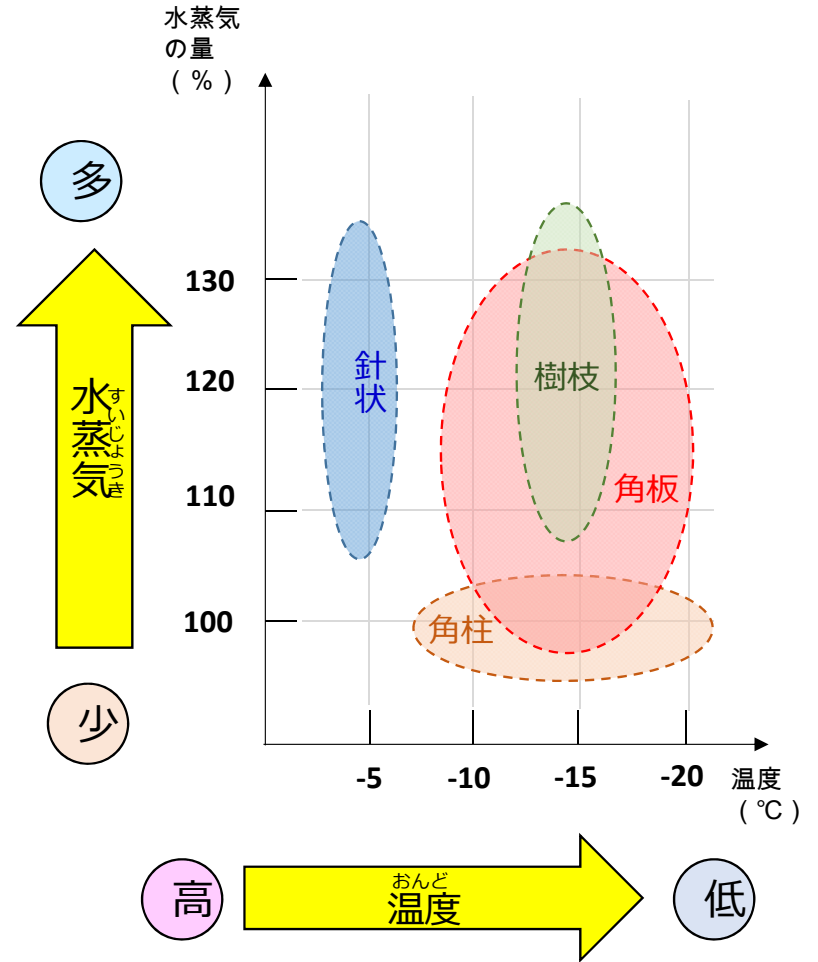 水蒸気
の量
(％)
多
130
針状
120
樹枝
水蒸気
すいじょうき
角板
110
100
角柱
少
-5
-10
-15
-20
温度
(℃)
高
おんど
温度
低